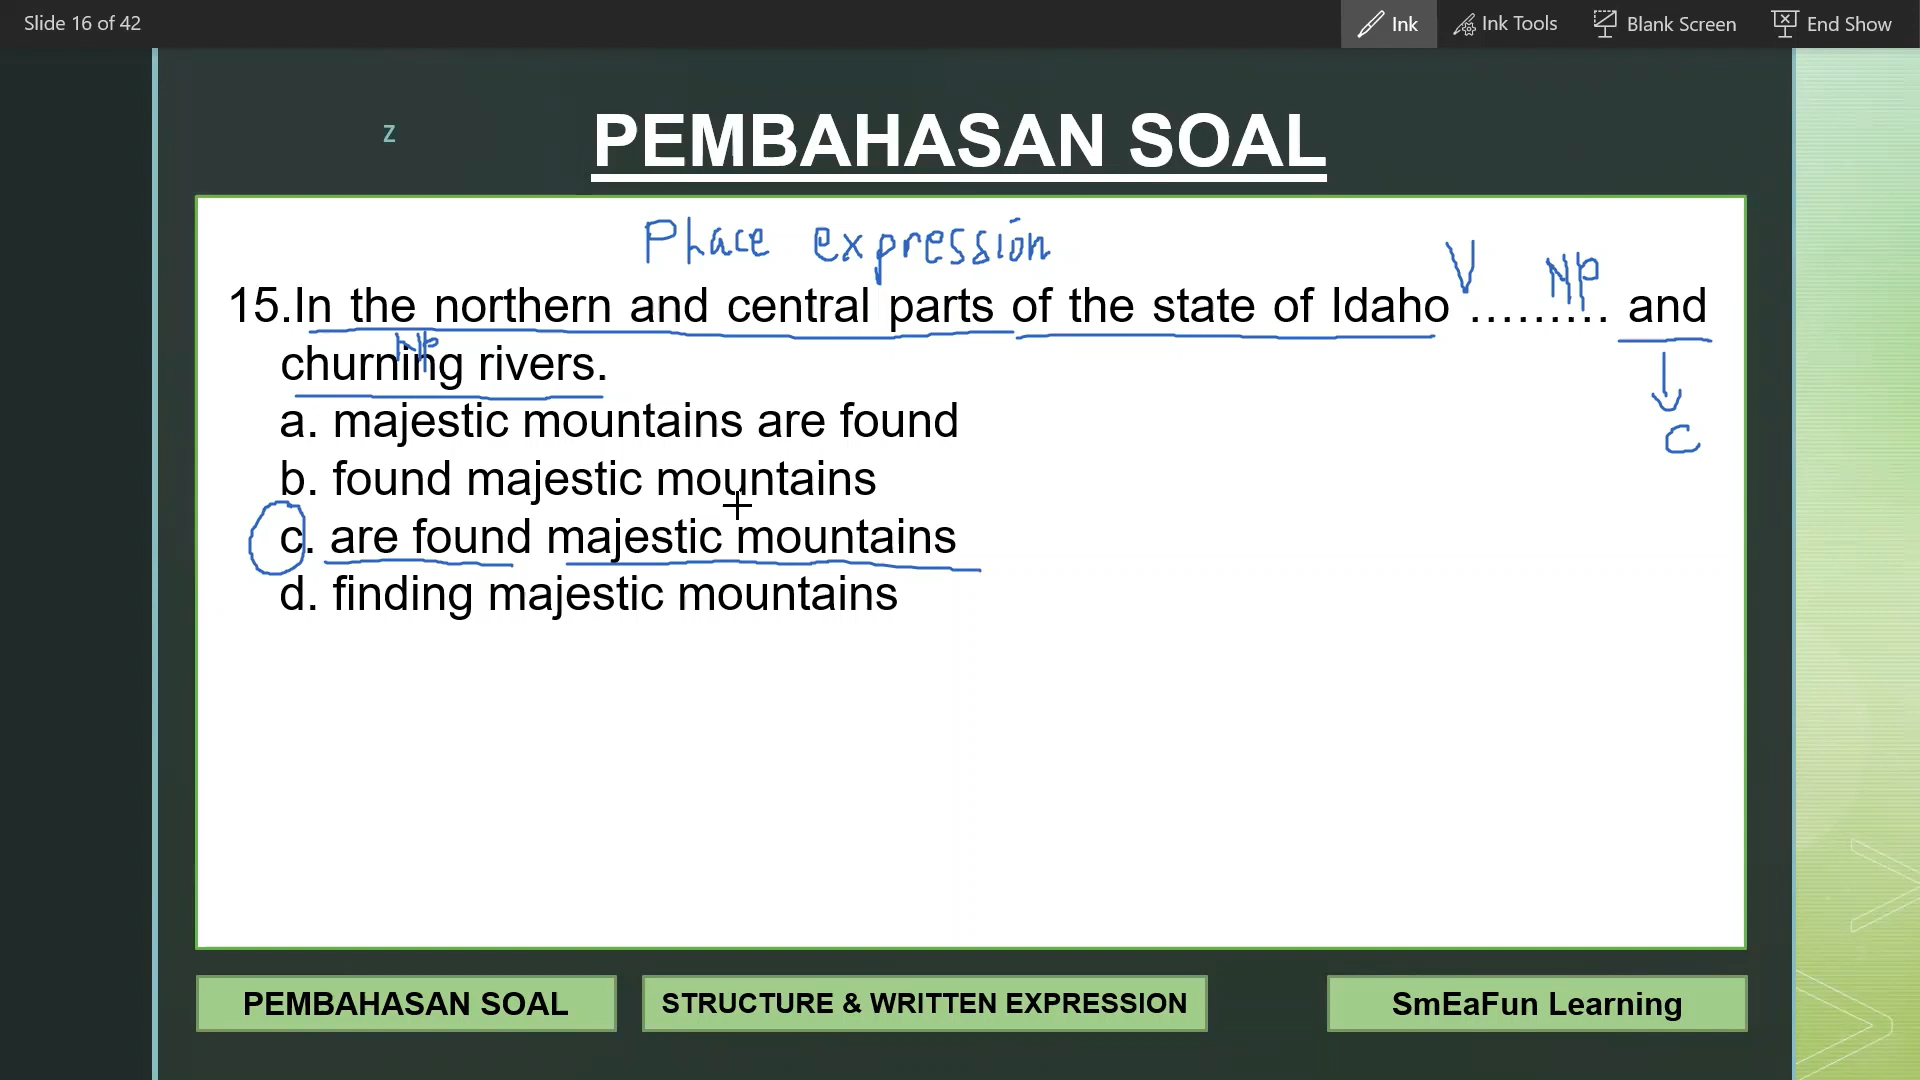 Slide 16 of 42
Ink
Ink Tools
Blank Screen
End Show
z
PEMBAHASAN SOAL
Place expression
V
NP
15.In the northern and central parts of the state of Idaho ......... and
NP
churning rivers.
a. majestic mountains are found
C
b. found majestic mountains
c. are found majestic mountains
d. finding majestic mountains
PEMBAHASAN SOAL
STRUCTURE & WRITTEN EXPRESSION
SmEaFun Learning